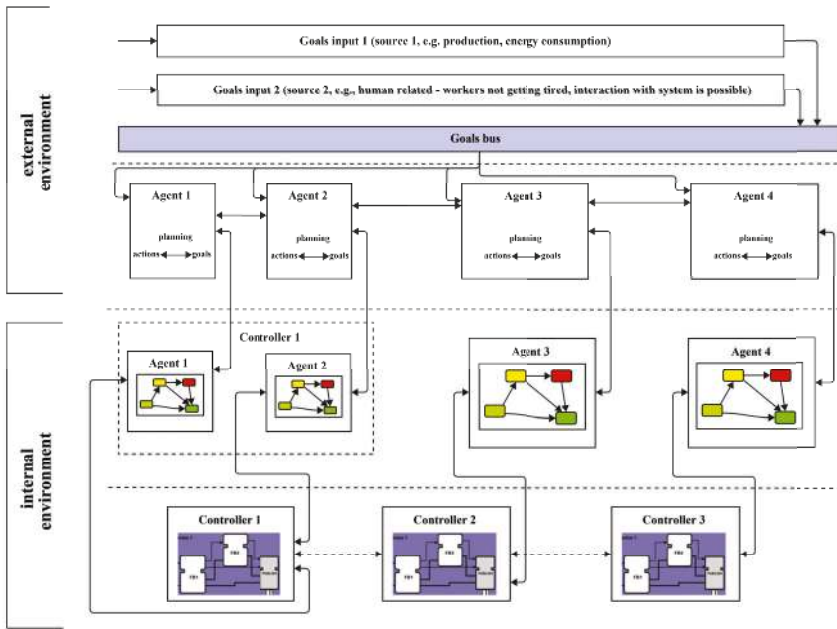 Goals input 1 (source 1, e.g. production, energy consumption)
Goals input 2 (source 2, e.g., human related - workers not getting tired, interaction with system is possible)
Goals bus
external
environment
Agent 1
planning
actions goals
Agent 2
planning
actions goals
Agent 3
planning
actions goals
Agent 4
planning
actions goals
internal
environment
Controller 1
Agent 1
Agent 2
Agent 3
Agent 4
Controller 1
FB1
Controller 2
FB1
Controller 3
FB1